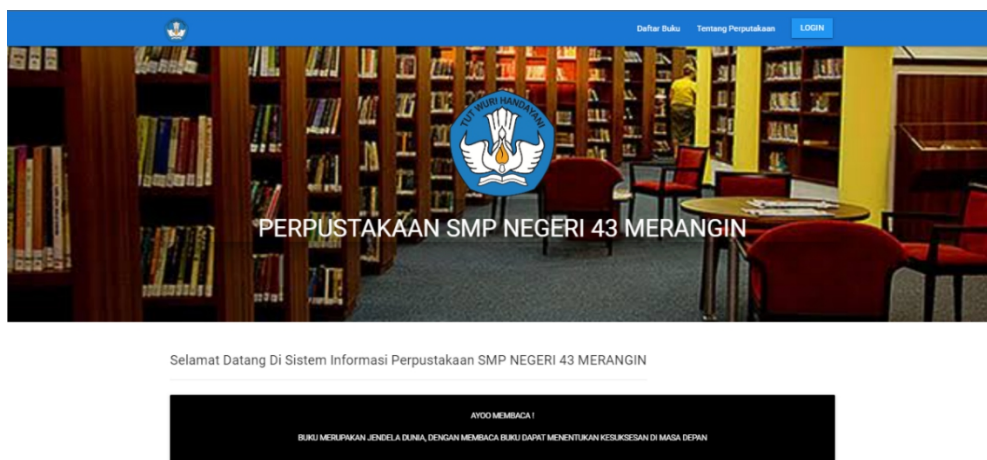 Daftar Buku Tentang Perputakaan LOGIN
TUT WURI HANDAYANI
PERPUSTAKAAN SMP NEGERI 43 MERANGIN
Selamat Datang Di Sistem Informasi Perpustakaan SMP NEGERI 43 MERANGIN
AYOO MEMBACA !
BUKU MERUPAKAN JENDELA DUNIA, DENGAN MEMBACA BUKU DAPAT MENENTUKAN KESUKSESAN DI MASA DEPAN